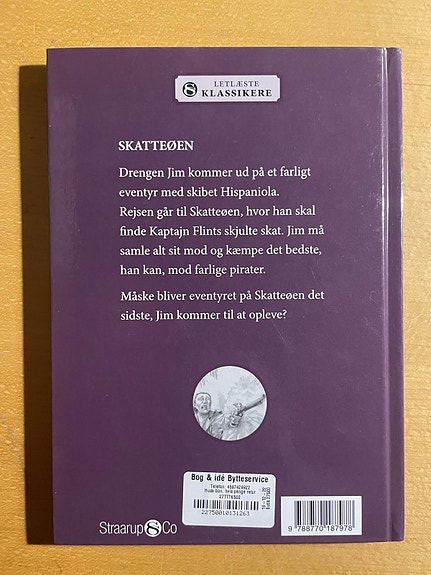 LETLÆSTE
KLASSIKERE
SKATTEØEN
Drengen Jim kommer ud på et farligt
eventyr med skibet Hispaniola.
Rejsen går til Skatteøen, hvor han skal
finde Kaptajn Flints skjulte skat. Jim må
samle alt sit mod og kæmpe det bedste,
han kan, mod farlige pirater.
Måske bliver eventyret på Skatteøen det
sidste, Jim kommer til at opleve?
Bog & idé Bytteservice
22750010131263
Straarup & Co
9 788770 187978